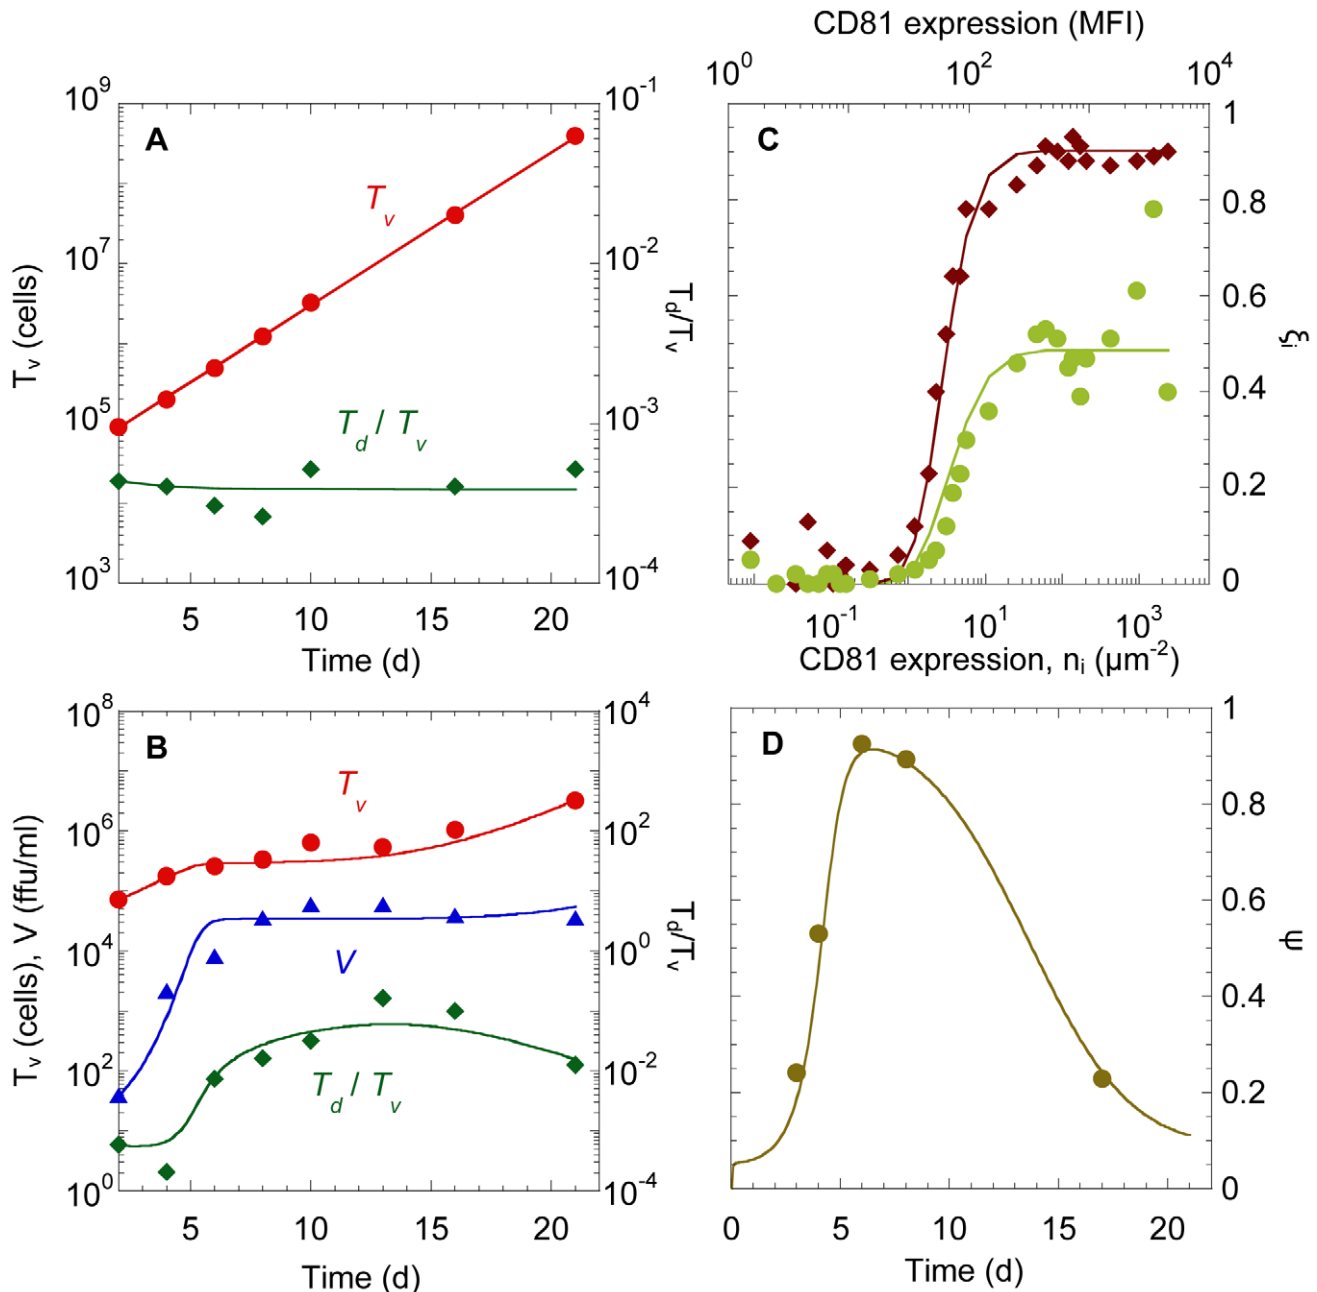 CD81 expression (MFI)
10^0 10^2 10^4
A
10^9 10^7 10^5 10^3
T_v (cells)
T_v
T_d / T_v
10^-1 10^-2 10^-3 10^-4
T_d/T_v
5 10 15 20
Time (d)
C
1 0.8 0.6 0.4 0.2 0
ξ_i
10^-1 10^1 10^3
CD81 expression, n_i (μm^-2)
B
10^8 10^6 10^4 10^2 10^0
T_v (cells), V (ffu/ml)
T_v
V
T_d / T_v
10^4 10^2 10^0 10^-2 10^-4
T_d/T_v
5 10 15 20
Time (d)
D
1 0.8 0.6 0.4 0.2 0
ψ
0 5 10 15 20
Time (d)